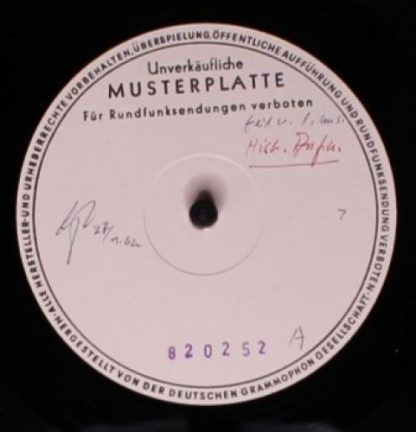 ALLE HERSTELLER- UND URHEBERRECHTE VORBEHALTEN. ÜBERSPIELUNG, ÖFFENTLICHE AUFFÜHRUNG UND RUNDFUNKSENDUNG VERBOTEN.
Unverkäufliche
MUSTERPLATTE
Für Rundfunksendungen verboten
?
820252
A
HERGESTELLT VON DER DEUTSCHEN GRAMMOPHON GESELLSCHAFT